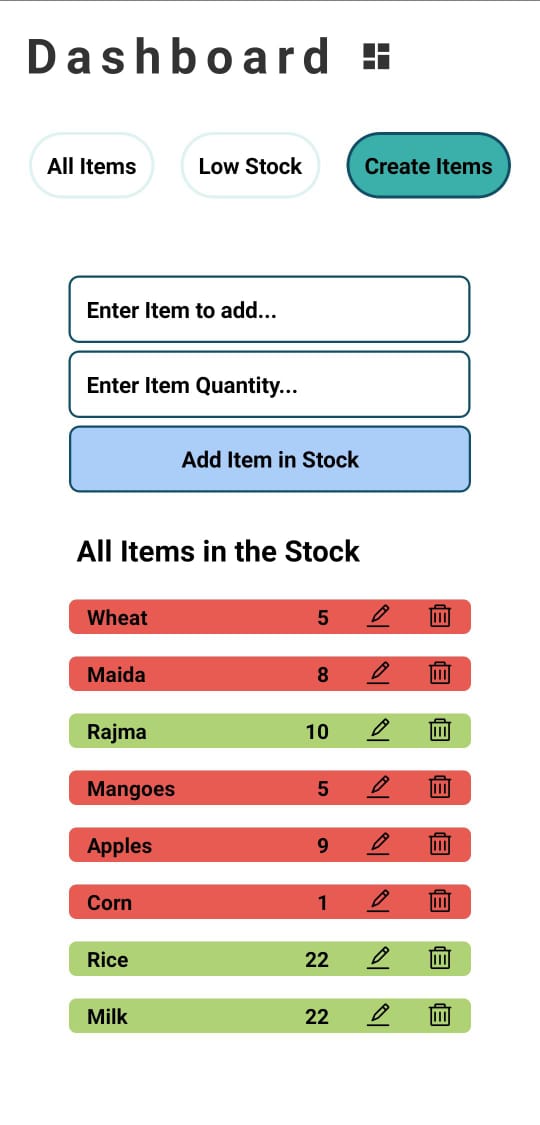 Dashboard
All Items Low Stock Create Items
Enter Item to add...
Enter Item Quantity...
Add Item in Stock
All Items in the Stock
Wheat 5
Maida 8
Rajma 10
Mangoes 5
Apples 9
Corn 1
Rice 22
Milk 22